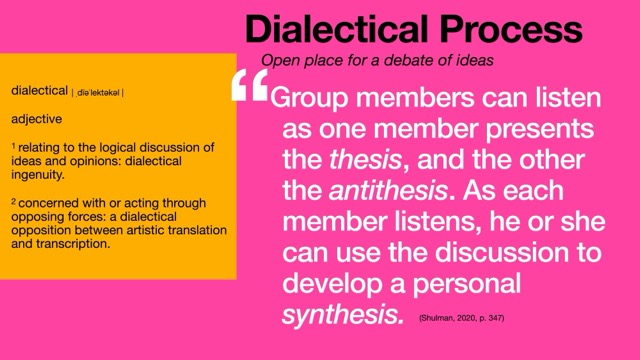 Dialectical Process
Open place for a debate of ideas
dialectical | ˌdīəˈlektəkəl |
adjective
1 relating to the logical discussion of
ideas and opinions: dialectical
ingenuity.
2 concerned with or acting through
opposing forces: a dialectical
opposition between artistic translation
and transcription.
“Group members can listen
as one member presents
the thesis, and the other
the antithesis. As each
member listens, he or she
can use the discussion to
develop a personal
synthesis. (Shulman, 2020, p. 347)